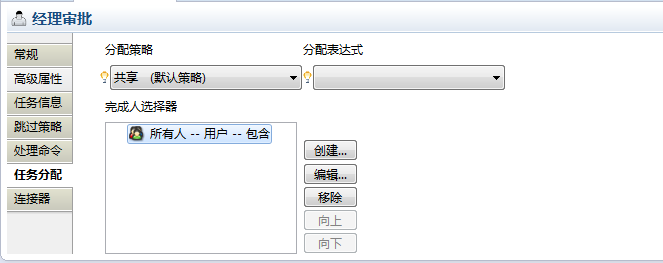 经理审批
常规
高级属性
任务信息
跳过策略
处理命令
任务分配
连接器
分配策略
分配表达式
共享 (默认策略)
完成人选择器
所有人 -- 用户 -- 包含
创建...
编辑...
移除
向上
向下